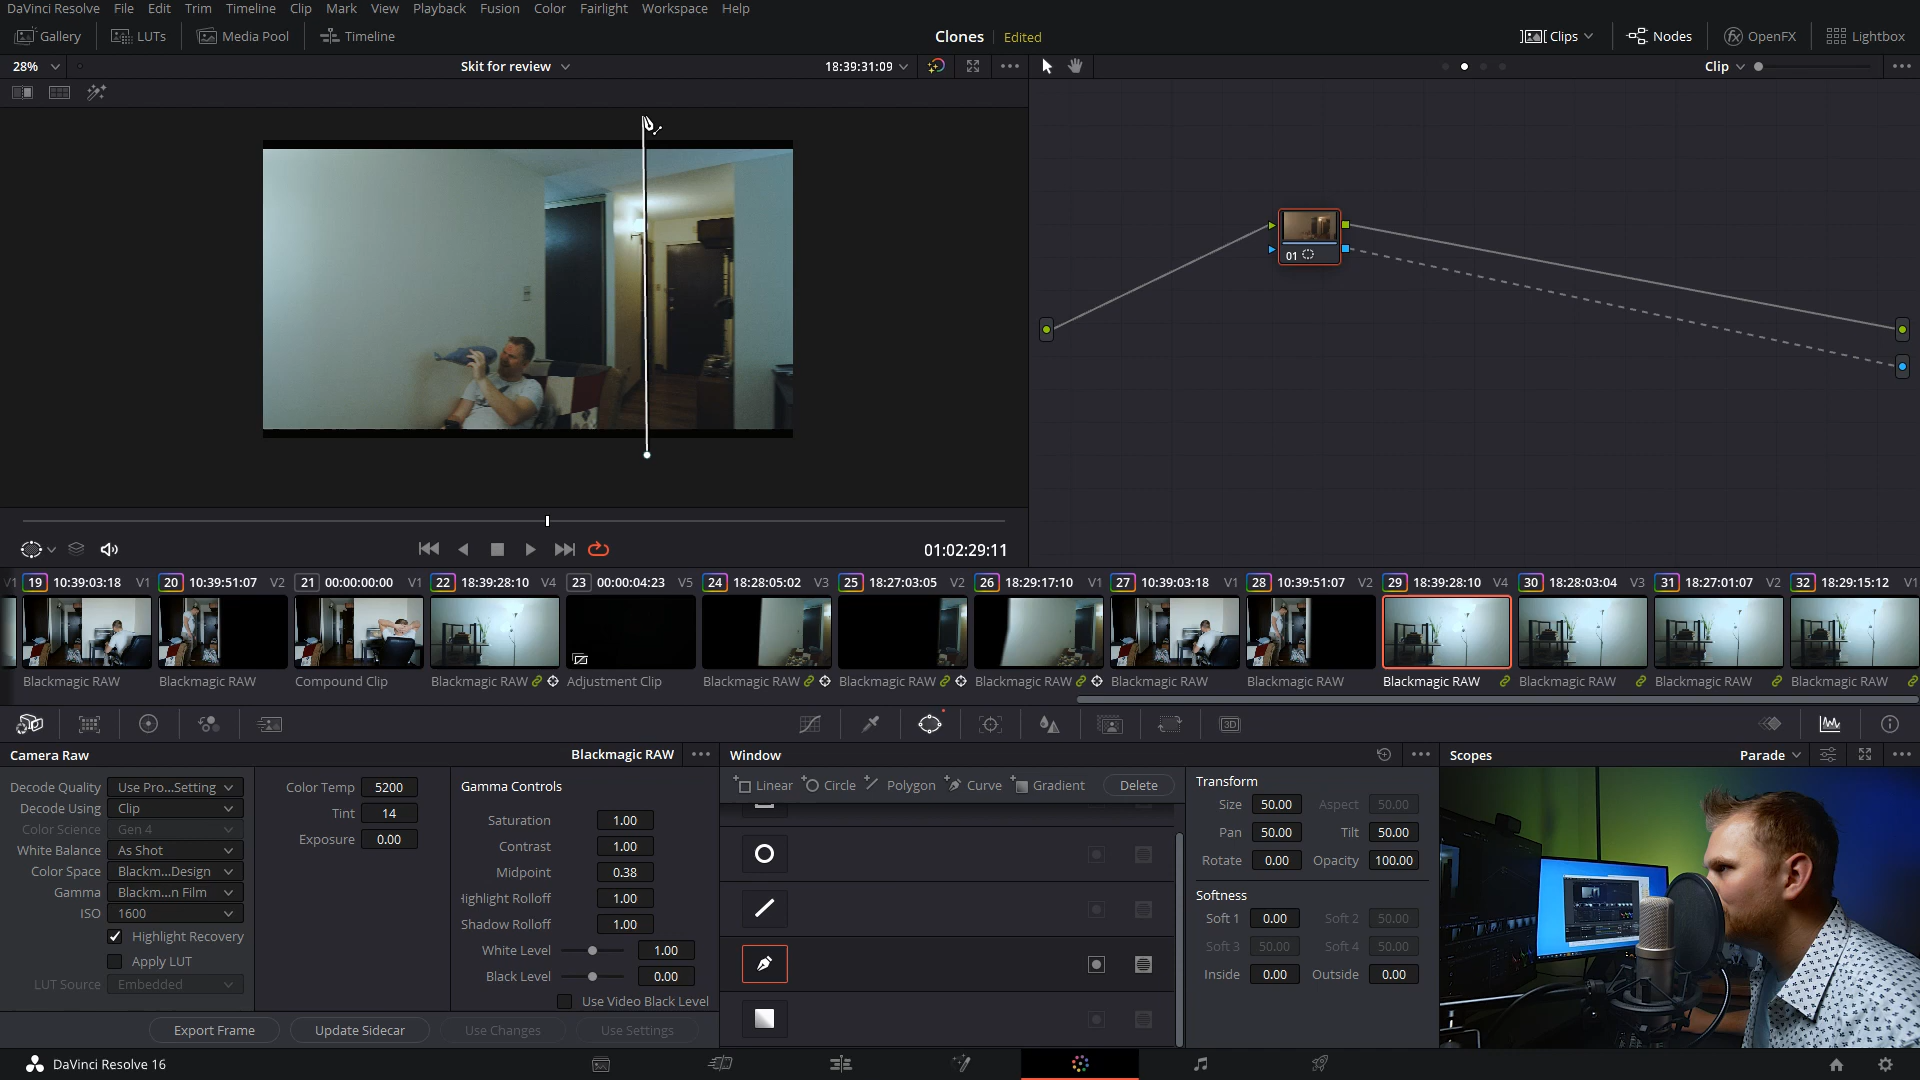 DaVinci Resolve File Edit Trim Timeline Clip Mark View Playback Fusion Color Fairlight Workspace Help
Gallery LUTs Media Pool Timeline Clones Edited Clips Nodes OpenFX Lightbox
28% Skit for review 18:39:31:09 Clip
01
01:02:29:11
V1 19 10:39:03:18 V1 20 10:39:51:07 V2 21 00:00:00:00 V1 22 18:39:28:10 V4 23 00:00:04:23 V5 24 18:28:05:02 V3 25 18:27:03:05 V2 26 18:29:17:10 V1 27 10:39:03:18 V1 28 10:39:51:07 V2 29 18:39:28:10 V4 30 18:28:03:04 V3 31 18:27:01:07 V2 32 18:29:15:12 V1
Blackmagic RAW Blackmagic RAW Compound Clip Blackmagic RAW Adjustment Clip Blackmagic RAW Blackmagic RAW Blackmagic RAW Blackmagic RAW Blackmagic RAW Blackmagic RAW Blackmagic RAW Blackmagic RAW Blackmagic RAW
3D
Camera Raw Blackmagic RAW
Decode Quality Use Pro...Setting
Decode Using Clip
Color Science Gen 4
White Balance As Shot
Color Space Blackm...Design
Gamma Blackm...n Film
ISO 1600
Highlight Recovery
Apply LUT
LUT Source Embedded
Color Temp 5200
Tint 14
Exposure 0.00
Gamma Controls
Saturation 1.00
Contrast 1.00
Midpoint 0.38
Highlight Rolloff 1.00
Shadow Rolloff 1.00
White Level 1.00
Black Level 0.00
Use Video Black Level
Export Frame Update Sidecar Use Changes Use Settings
Window
Linear Circle Polygon Curve Gradient Delete
Transform
Size 50.00 Aspect 50.00
Pan 50.00 Tilt 50.00
Rotate 0.00 Opacity 100.00
Softness
Soft 1 0.00 Soft 2 50.00
Soft 3 50.00 Soft 4 50.00
Inside 0.00 Outside 0.00
Scopes Parade
DaVinci Resolve 16